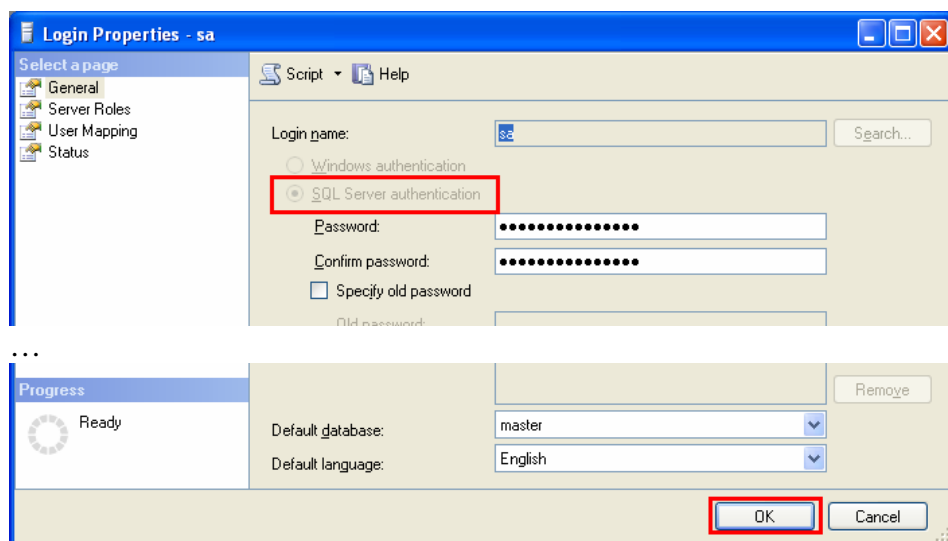 Login Properties - sa
Select a page
General
Server Roles
User Mapping
Status
Script Help
Login name: sa Search...
Windows authentication
SQL Server authentication
Password: ●●●●●●●●●●●●●●●
Confirm password: ●●●●●●●●●●●●●●●
Specify old password
Old password:
...
Progress
Ready
Remove
Default database: master
Default language: English
OK Cancel